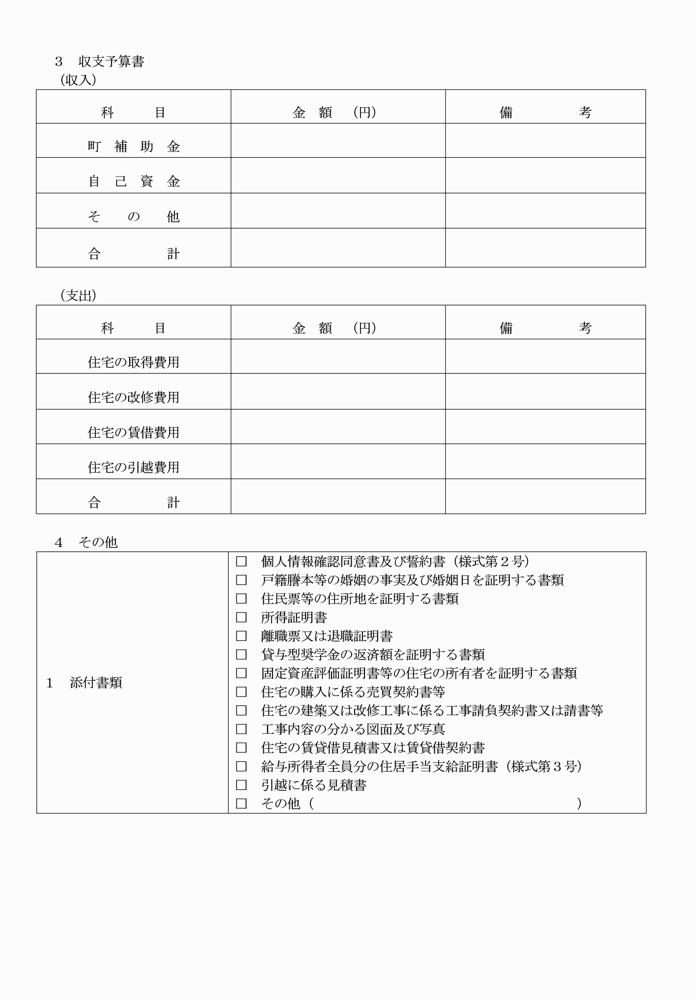 ３　収支予算書
（収入）
科　　　目　金　額　（円）　備　　　　　考
町　補　助　金
自　己　資　金
そ　　の　　他
合　　　　　計
（支出）
科　　　目　金　額　（円）　備　　　　　考
住宅の取得費用
住宅の改修費用
住宅の賃借費用
住宅の引越費用
合　　　　　計
４　その他
１　添付書類
□　個人情報確認同意書及び誓約書（様式第２号）
□　戸籍謄本等の婚姻の事実及び婚姻日を証明する書類
□　住民票等の住所地を証明する書類
□　所得証明書
□　離職票又は退職証明書
□　貸与型奨学金の返済額を証明する書類
□　固定資産評価証明書等の住宅の所有者を証明する書類
□　住宅の購入に係る売買契約書等
□　住宅の建築又は改修工事に係る工事請負契約書又は請書等
□　工事内容の分かる図面及び写真
□　住宅の賃貸借見積書又は賃貸借契約書
□　給与所得者全員分の住居手当支給証明書（様式第３号）
□　引越に係る見積書
□　その他（　　　　　　　　　　　　　　　　　　　　）